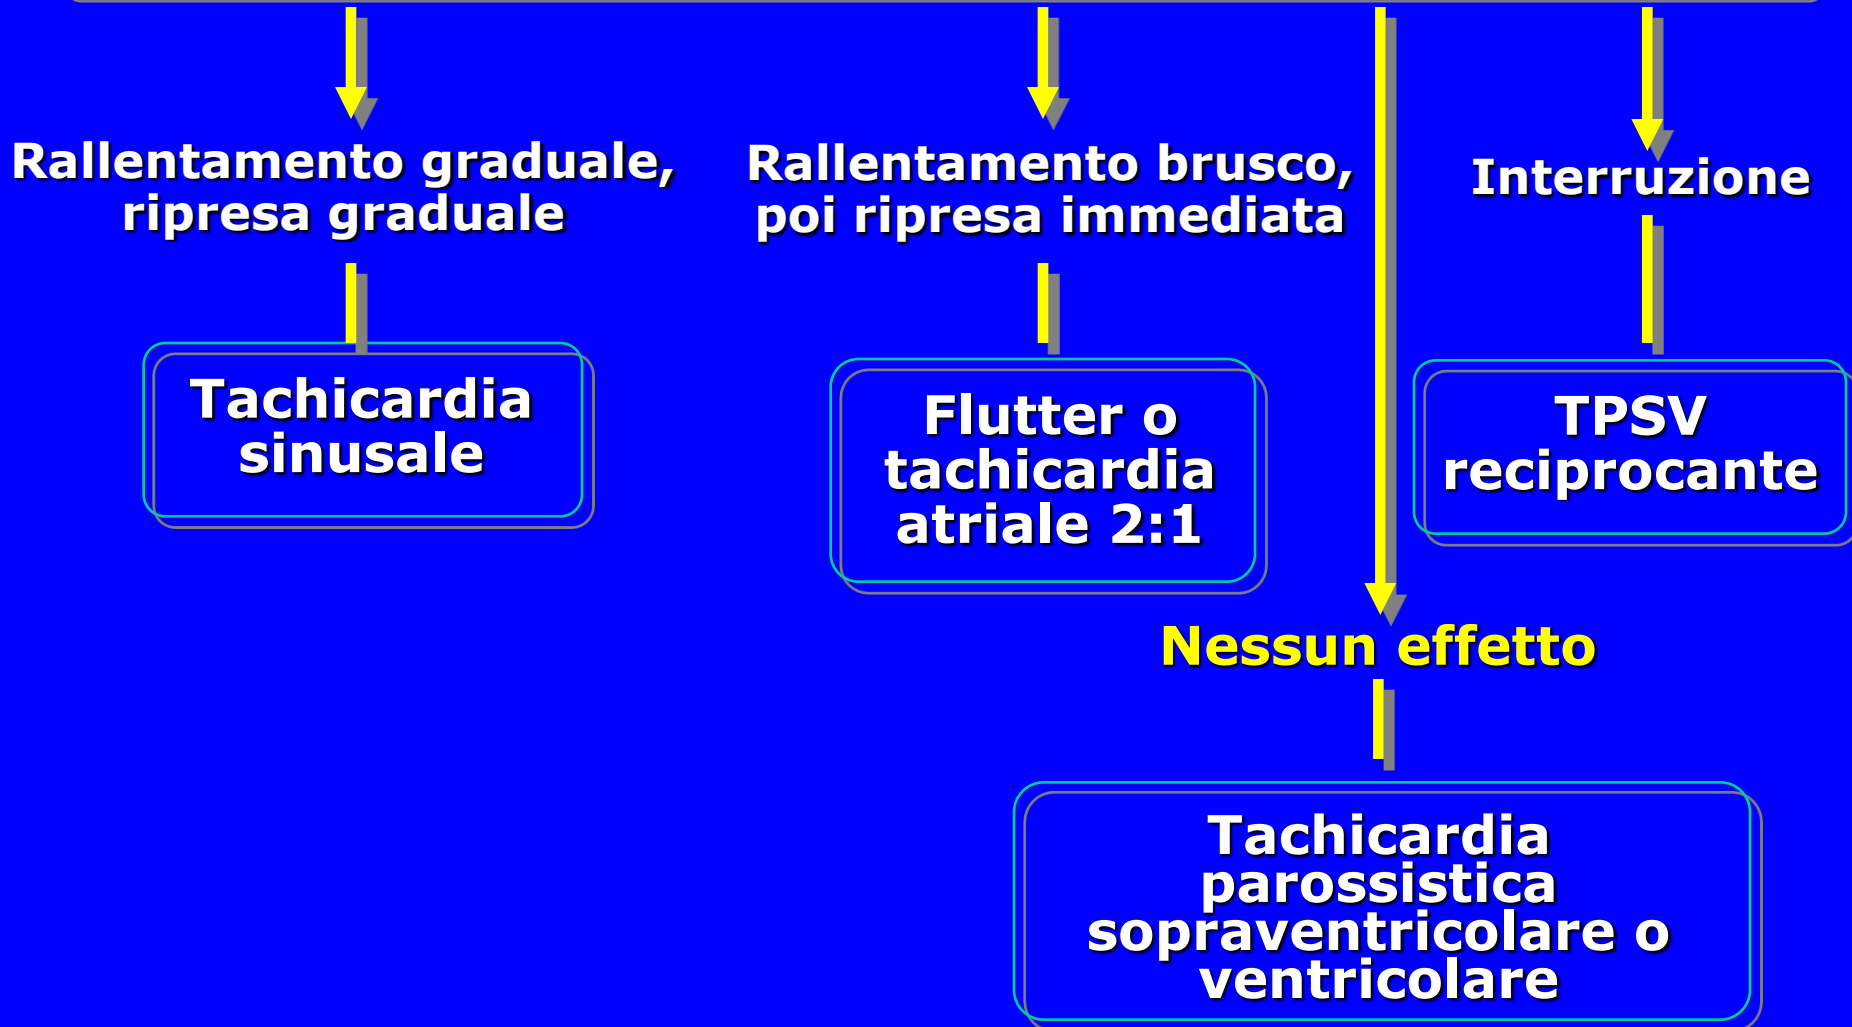 Rallentamento graduale,
ripresa graduale
Rallentamento brusco,
poi ripresa immediata
Interruzione
Tachicardia
sinusale
Flutter o
tachicardia
atriale 2:1
TPSV
reciprocante
Nessun effetto
Tachicardia
parossistica
sopraventricolare o
ventricolare